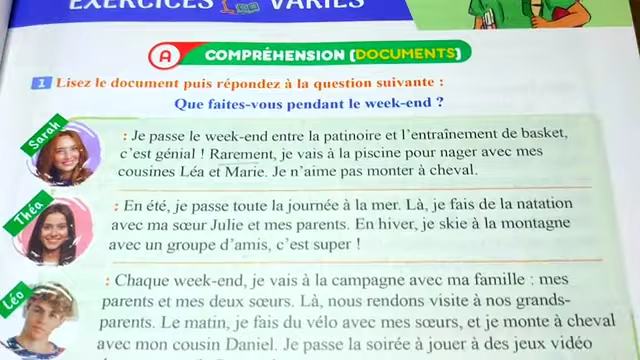 EXERCICES VARIÉS
A COMPRÉHENSION (DOCUMENTS)
1 Lisez le document puis répondez à la question suivante :
Que faites-vous pendant le week-end ?
Sarah
: Je passe le week-end entre la patinoire et l'entraînement de basket,
c'est génial ! Rarement, je vais à la piscine pour nager avec mes
cousines Léa et Marie. Je n'aime pas monter à cheval.
Théa
: En été, je passe toute la journée à la mer. Là, je fais de la natation
avec ma sœur Julie et mes parents. En hiver, je skie à la montagne
avec un groupe d'amis, c'est super !
Léo
: Chaque week-end, je vais à la campagne avec ma famille : mes
parents et mes deux sœurs. Là, nous rendons visite à nos grands-
parents. Le matin, je fais du vélo avec mes sœurs, et je monte à cheval
avec mon cousin Daniel. Je passe la soirée à jouer à des jeux vidéo